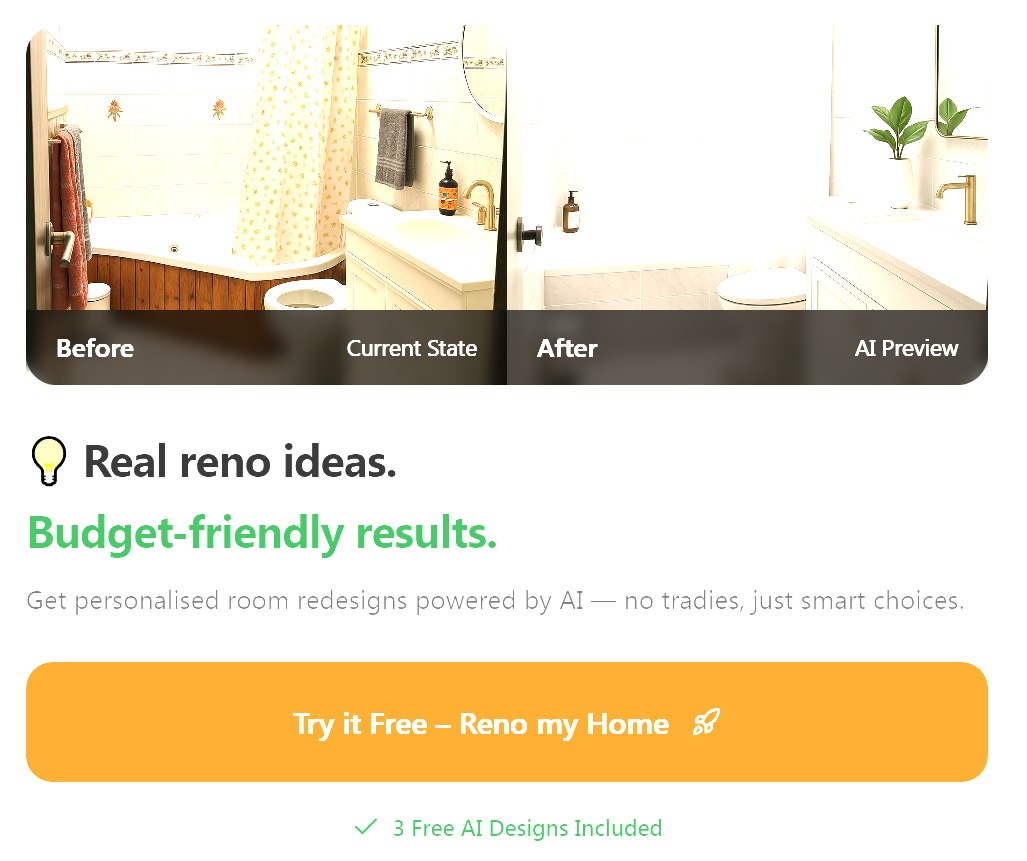 Before
Current State
After
AI Preview
Real reno ideas.
Budget-friendly results.
Get personalised room redesigns powered by AI — no tradies, just smart choices.
Try it Free – Reno my Home
3 Free AI Designs Included